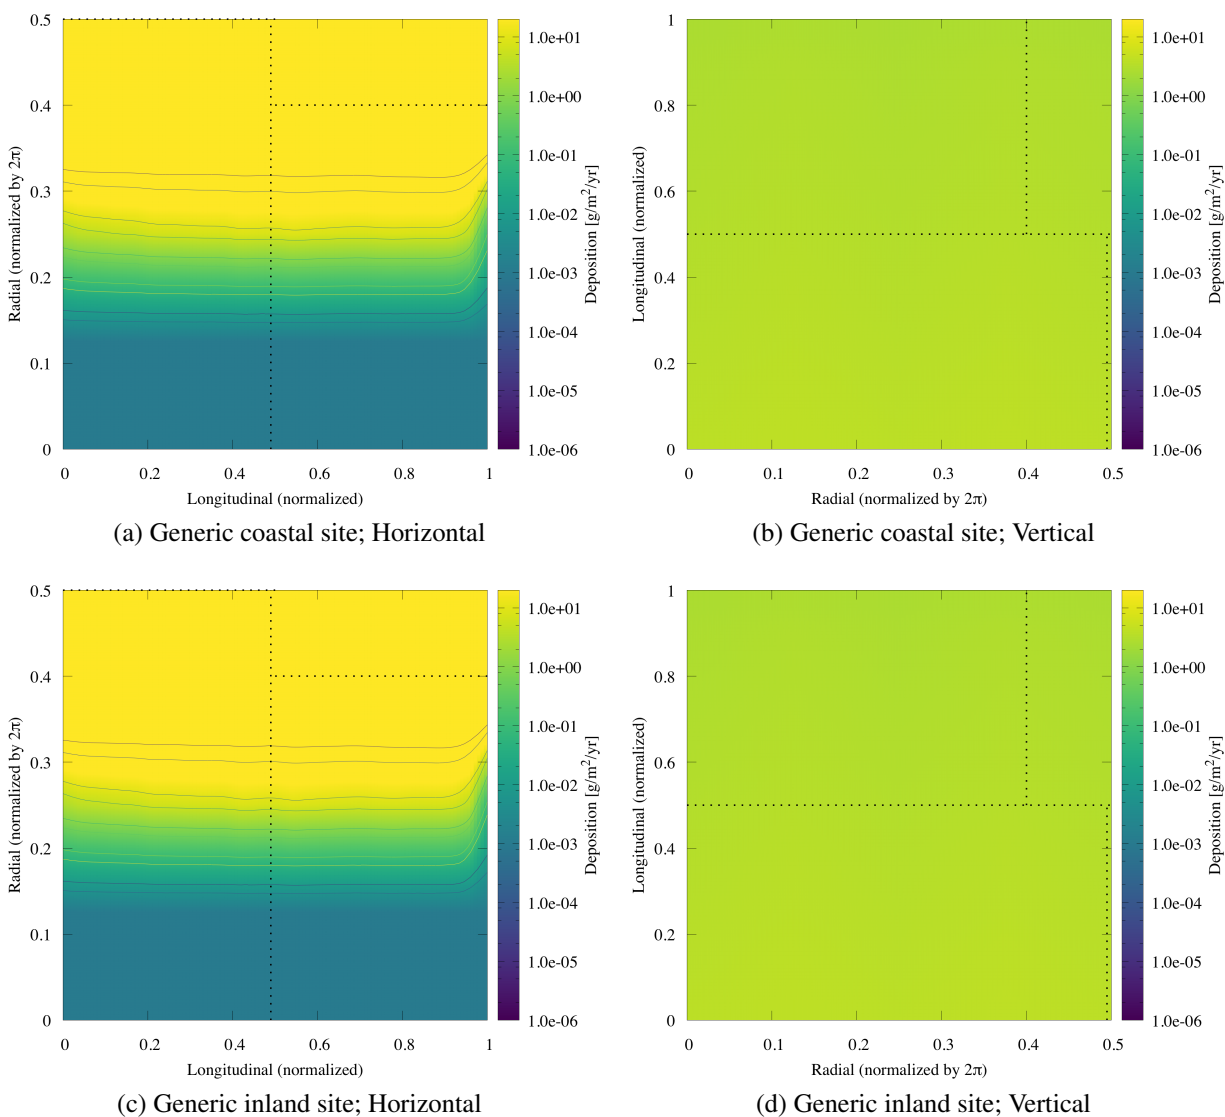 0.5
0.4
0.3
0.2
0.1
0
Radial (normalized by 2π)
0 0.2 0.4 0.6 0.8 1
Longitudinal (normalized)
1.0e+01
1.0e+00
1.0e-01
1.0e-02
1.0e-03
1.0e-04
1.0e-05
1.0e-06
Deposition [g/m²/yr]
(a) Generic coastal site; Horizontal
1
0.8
0.6
0.4
0.2
0
Longitudinal (normalized)
0 0.1 0.2 0.3 0.4 0.5
Radial (normalized by 2π)
1.0e+01
1.0e+00
1.0e-01
1.0e-02
1.0e-03
1.0e-04
1.0e-05
1.0e-06
Deposition [g/m²/yr]
(b) Generic coastal site; Vertical
0.5
0.4
0.3
0.2
0.1
0
Radial (normalized by 2π)
0 0.2 0.4 0.6 0.8 1
Longitudinal (normalized)
1.0e+01
1.0e+00
1.0e-01
1.0e-02
1.0e-03
1.0e-04
1.0e-05
1.0e-06
Deposition [g/m²/yr]
(c) Generic inland site; Horizontal
1
0.8
0.6
0.4
0.2
0
Longitudinal (normalized)
0 0.1 0.2 0.3 0.4 0.5
Radial (normalized by 2π)
1.0e+01
1.0e+00
1.0e-01
1.0e-02
1.0e-03
1.0e-04
1.0e-05
1.0e-06
Deposition [g/m²/yr]
(d) Generic inland site; Vertical